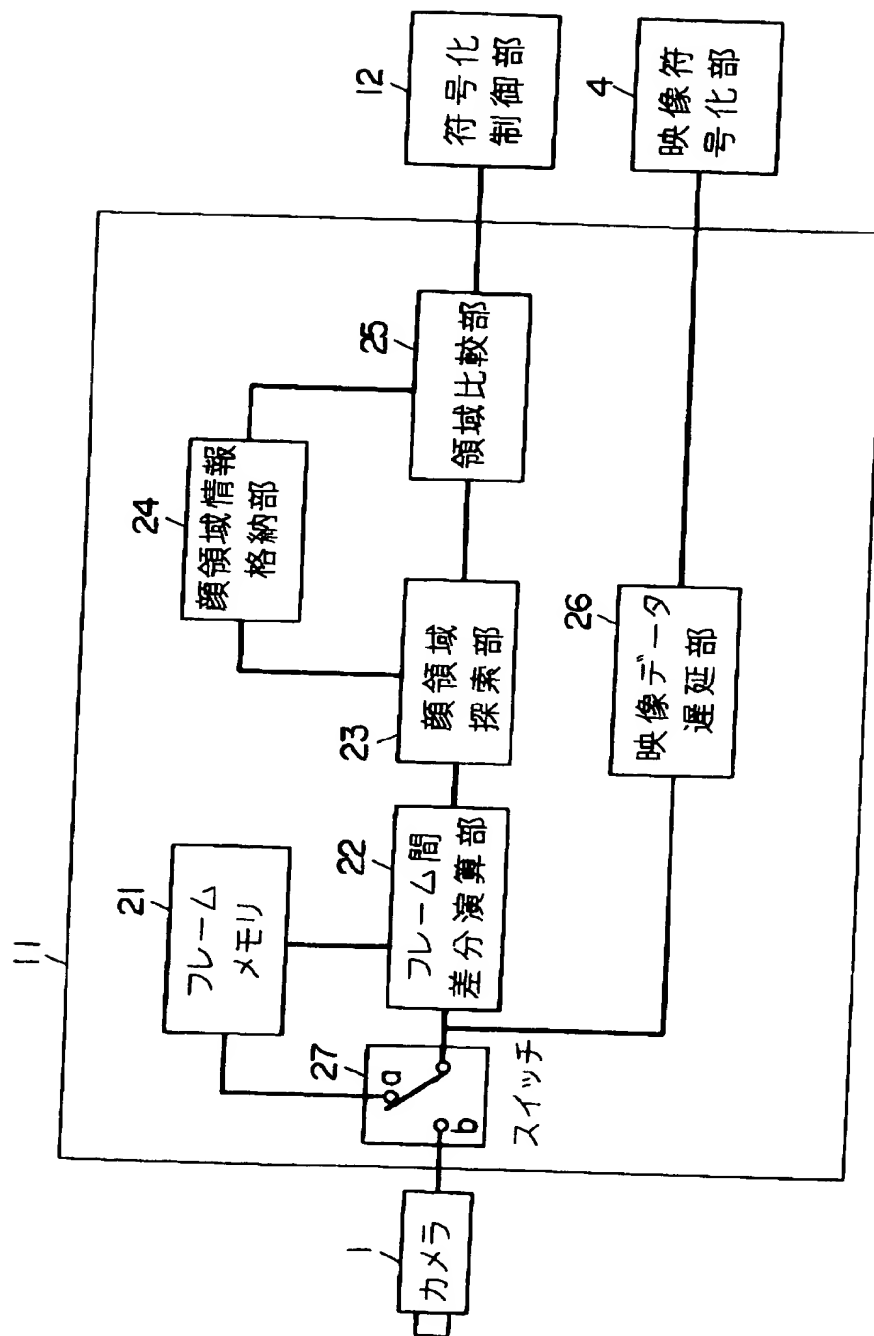 11
21
フレーム
メモリ
24
顔領域情報
格納部
27
a
b
スイッチ
22
フレーム間
差分演算部
23
顔領域
探索部
25
領域比較部
12
符号化
制御部
1
カメラ
26
映像データ
遅延部
4
映像符
号化部